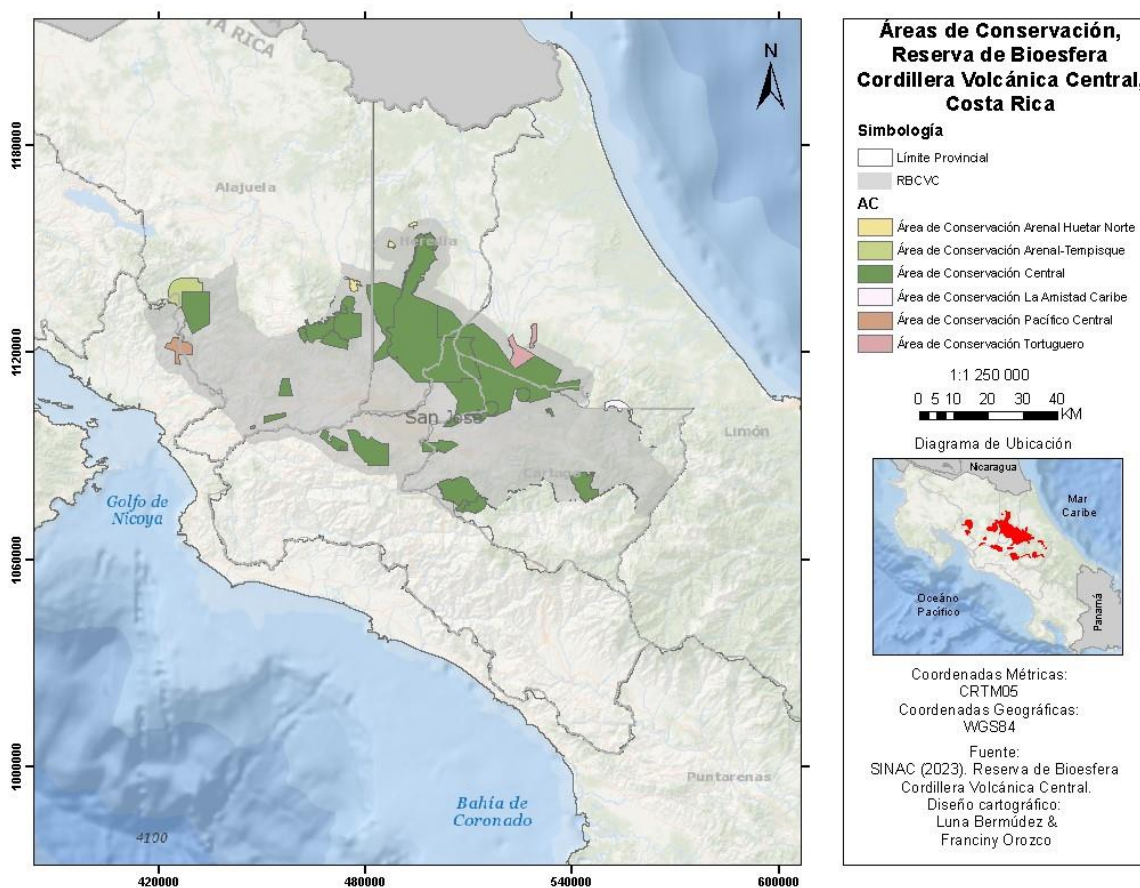 RICA
N
Alajuela
Heredia
San José
Limón
Golfo de
Nicoya
Puntarenas
Bahía de
Coronado
4100
1180000
1120000
1060000
1000000
420000
480000
540000
600000
Áreas de Conservación,
Reserva de Bioesfera
Cordillera Volcánica Central,
Costa Rica
Simbología
Límite Provincial
RBCVC
AC
Área de Conservación Arenal Huetar Norte
Área de Conservación Arenal-Tempisque
Área de Conservación Central
Área de Conservación La Amistad Caribe
Área de Conservación Pacífico Central
Área de Conservación Tortuguero
1:1 250 000
0 5 10 20 30 40
KM
Diagrama de Ubicación
Nicaragua
Mar
Caribe
Oceáno
Pacífico
Panamá
Coordenadas Métricas:
CRTM05
Coordenadas Geográficas:
WGS84
Fuente:
SINAC (2023). Reserva de Bioesfera
Cordillera Volcánica Central.
Diseño cartográfico:
Luna Bermúdez &
Franciny Orozco